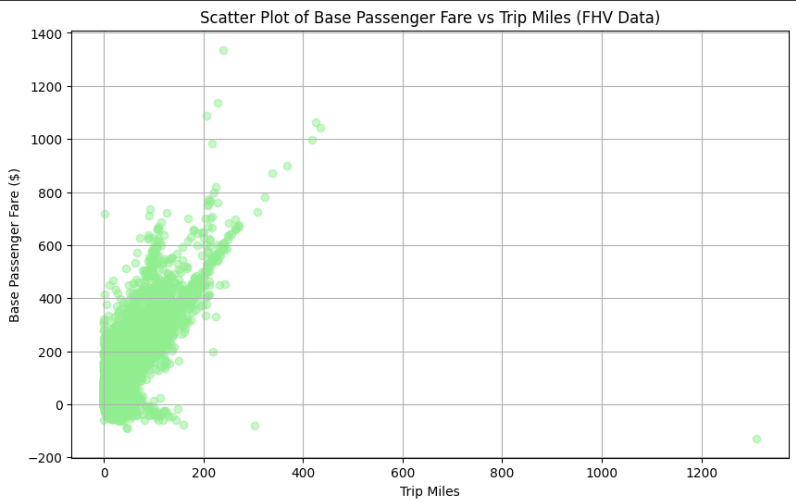 Scatter Plot of Base Passenger Fare vs Trip Miles (FHV Data)
1400
1200
1000
800
600
400
200
0
−200
Base Passenger Fare ($)
0 200 400 600 800 1000 1200
Trip Miles